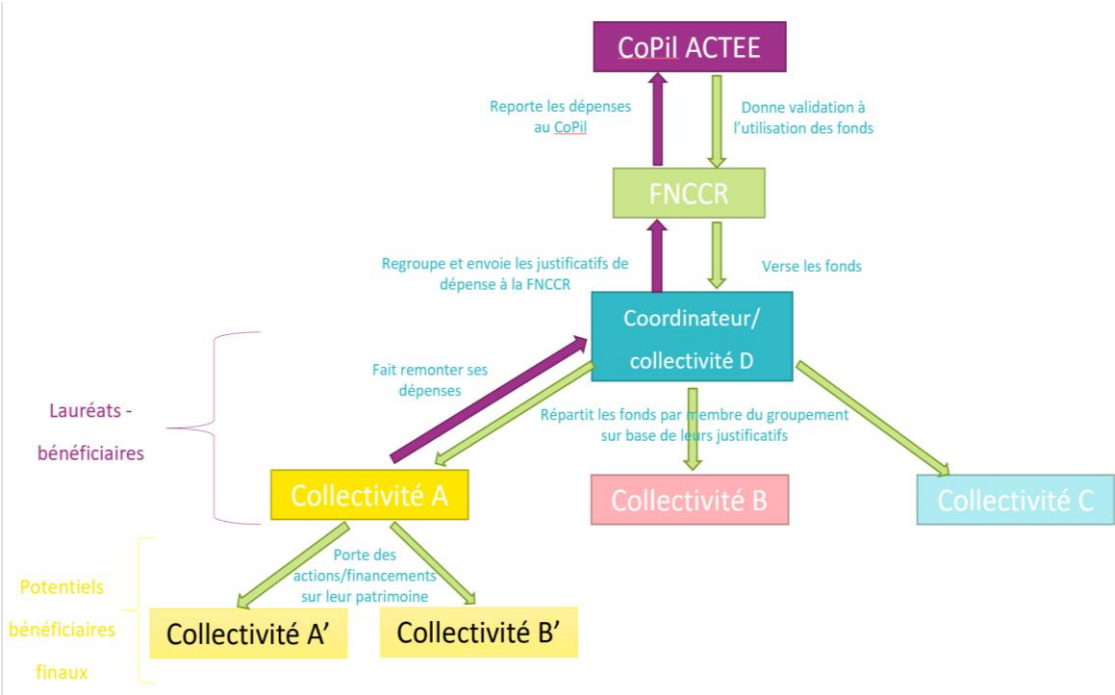 CoPil ACTEE
Reporte les dépenses
au CoPil
Donne validation à
l'utilisation des fonds
FNCCR
Regroupe et envoie les justificatifs de
dépense à la FNCCR
Verse les fonds
Coordinateur/
collectivité D
Fait remonter ses
dépenses
Répartit les fonds par membre du groupement
sur base de leurs justificatifs
Lauréats -
bénéficiaires
Collectivité A
Collectivité B
Collectivité C
Porte des
actions/financements
sur leur patrimoine
Potentiels
bénéficiaires
finaux
Collectivité A’
Collectivité B’